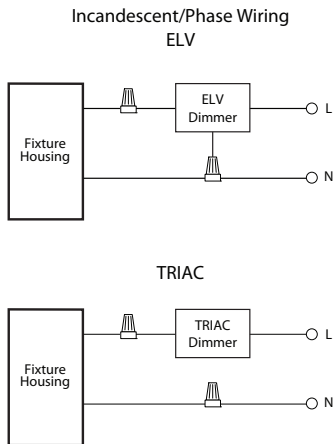 Incandescent/Phase Wiring
ELV
Fixture
Housing
ELV
Dimmer
L
N
TRIAC
Fixture
Housing
TRIAC
Dimmer
L
N